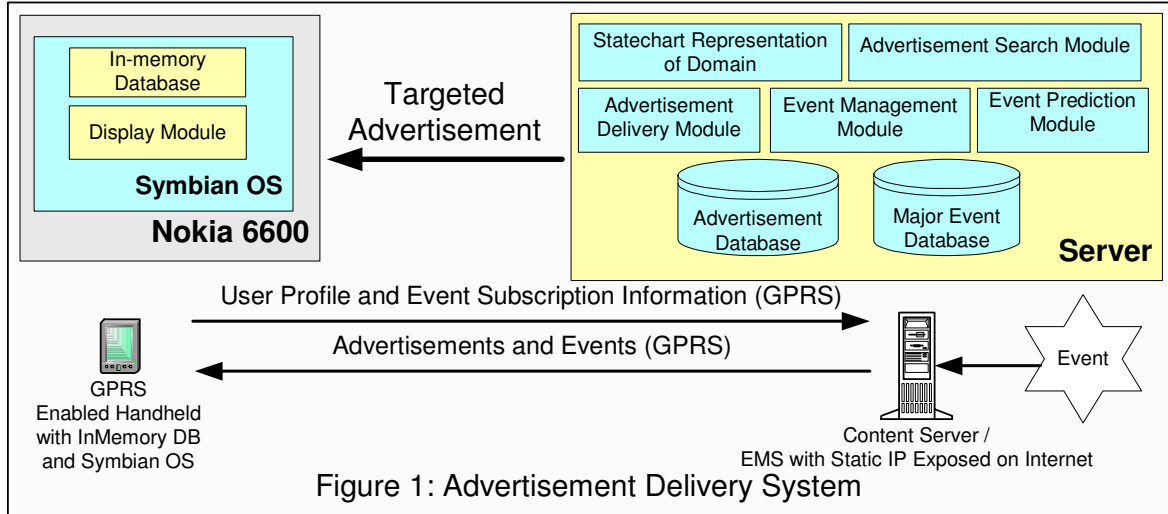 In-memory
Database
Display Module
Symbian OS
Nokia 6600
Targeted
Advertisement
Statechart Representation
of Domain
Advertisement Search Module
Advertisement
Delivery Module
Event Management
Module
Event Prediction
Module
Advertisement
Database
Major Event
Database
Server
User Profile and Event Subscription Information (GPRS)
Advertisements and Events (GPRS)
GPRS
Enabled Handheld
with InMemory DB
and Symbian OS
Event
Content Server /
EMS with Static IP Exposed on Internet
Figure 1: Advertisement Delivery System